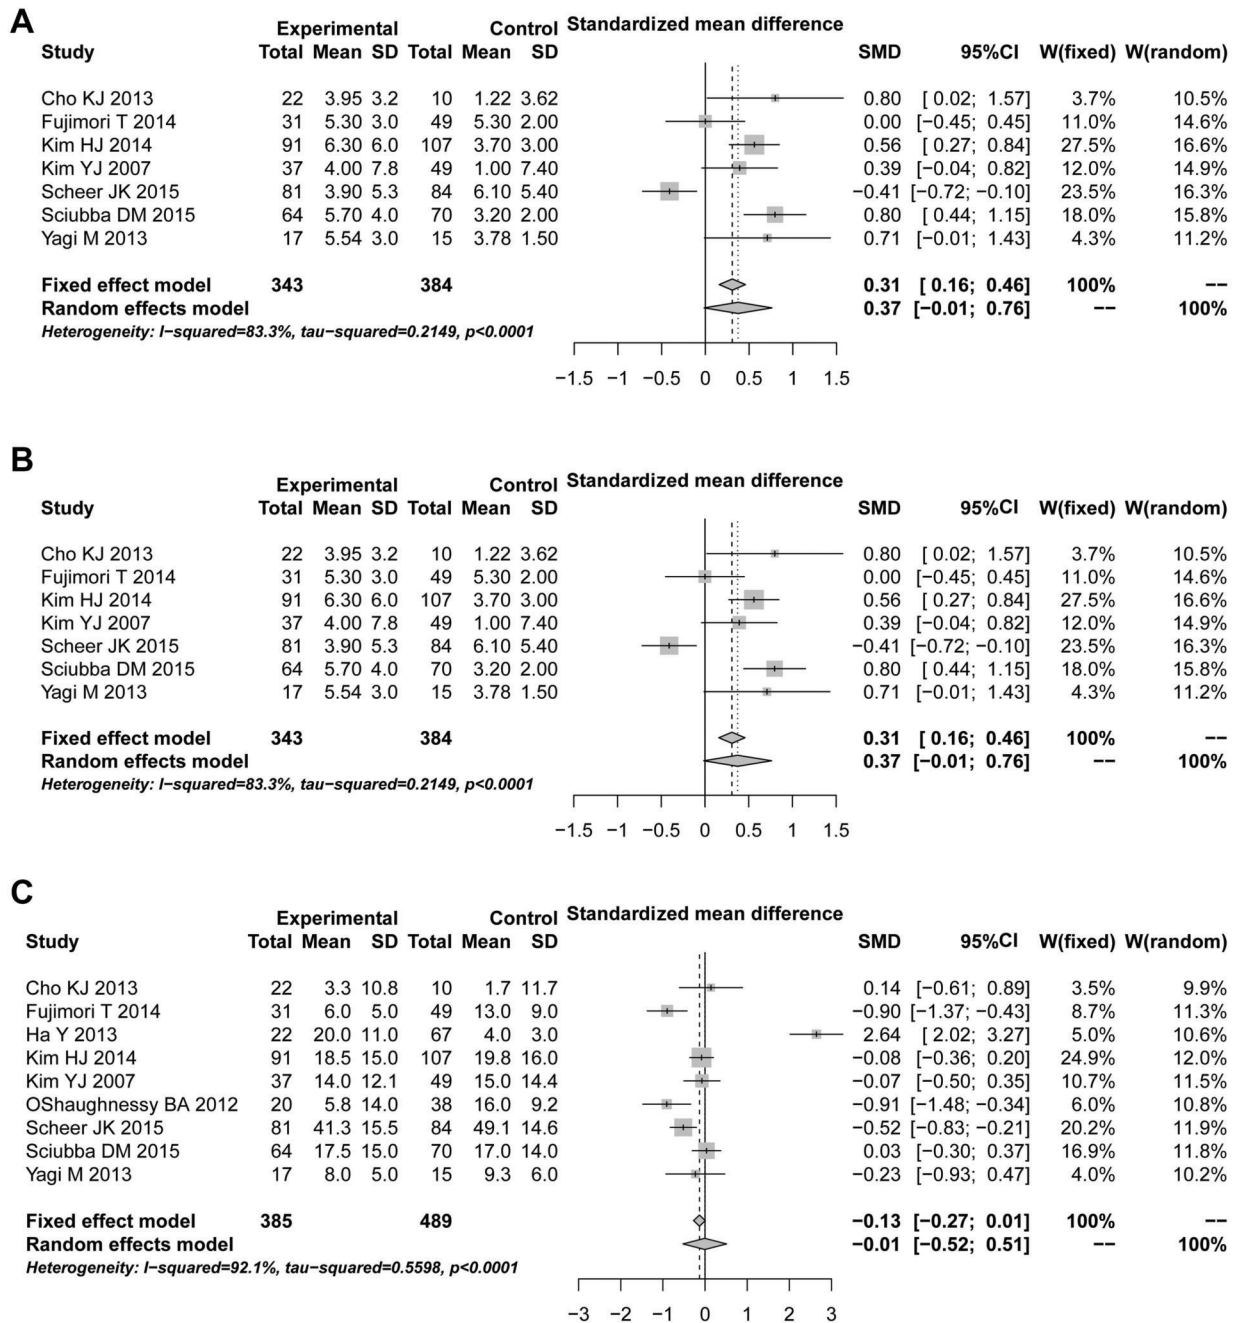 A
Experimental Control Standardized mean difference
Study Total Mean SD Total Mean SD SMD 95%CI W(fixed) W(random)
Cho KJ 2013 22 3.95 3.2 10 1.22 3.62 0.80 [ 0.02; 1.57] 3.7% 10.5%
Fujimori T 2014 31 5.30 3.0 49 5.30 2.00 0.00 [−0.45; 0.45] 11.0% 14.6%
Kim HJ 2014 91 6.30 6.0 107 3.70 3.00 0.56 [ 0.27; 0.84] 27.5% 16.6%
Kim YJ 2007 37 4.00 7.8 49 1.00 7.40 0.39 [−0.04; 0.82] 12.0% 14.9%
Scheer JK 2015 81 3.90 5.3 84 6.10 5.40 −0.41 [−0.72; −0.10] 23.5% 16.3%
Sciubba DM 2015 64 5.70 4.0 70 3.20 2.00 0.80 [ 0.44; 1.15] 18.0% 15.8%
Yagi M 2013 17 5.54 3.0 15 3.78 1.50 0.71 [−0.01; 1.43] 4.3% 11.2%
Fixed effect model 343 384 0.31 [ 0.16; 0.46] 100% −−
Random effects model 0.37 [−0.01; 0.76] −− 100%
Heterogeneity: I−squared=83.3%, tau−squared=0.2149, p<0.0001
−1.5 −1 −0.5 0 0.5 1 1.5
B
Experimental Control Standardized mean difference
Study Total Mean SD Total Mean SD SMD 95%CI W(fixed) W(random)
Cho KJ 2013 22 3.95 3.2 10 1.22 3.62 0.80 [ 0.02; 1.57] 3.7% 10.5%
Fujimori T 2014 31 5.30 3.0 49 5.30 2.00 0.00 [−0.45; 0.45] 11.0% 14.6%
Kim HJ 2014 91 6.30 6.0 107 3.70 3.00 0.56 [ 0.27; 0.84] 27.5% 16.6%
Kim YJ 2007 37 4.00 7.8 49 1.00 7.40 0.39 [−0.04; 0.82] 12.0% 14.9%
Scheer JK 2015 81 3.90 5.3 84 6.10 5.40 −0.41 [−0.72; −0.10] 23.5% 16.3%
Sciubba DM 2015 64 5.70 4.0 70 3.20 2.00 0.80 [ 0.44; 1.15] 18.0% 15.8%
Yagi M 2013 17 5.54 3.0 15 3.78 1.50 0.71 [−0.01; 1.43] 4.3% 11.2%
Fixed effect model 343 384 0.31 [ 0.16; 0.46] 100% −−
Random effects model 0.37 [−0.01; 0.76] −− 100%
Heterogeneity: I−squared=83.3%, tau−squared=0.2149, p<0.0001
−1.5 −1 −0.5 0 0.5 1 1.5
C
Experimental Control Standardized mean difference
Study Total Mean SD Total Mean SD SMD 95%CI W(fixed) W(random)
Cho KJ 2013 22 3.3 10.8 10 1.7 11.7 0.14 [−0.61; 0.89] 3.5% 9.9%
Fujimori T 2014 31 6.0 5.0 49 13.0 9.0 −0.90 [−1.37; −0.43] 8.7% 11.3%
Ha Y 2013 22 20.0 11.0 67 4.0 3.0 2.64 [ 2.02; 3.27] 5.0% 10.6%
Kim HJ 2014 91 18.5 15.0 107 19.8 16.0 −0.08 [−0.36; 0.20] 24.9% 12.0%
Kim YJ 2007 37 14.0 12.1 49 15.0 14.4 −0.07 [−0.50; 0.35] 10.7% 11.5%
OShaughnessy BA 2012 20 5.8 14.0 38 16.0 9.2 −0.91 [−1.48; −0.34] 6.0% 10.8%
Scheer JK 2015 81 41.3 15.5 84 49.1 14.6 −0.52 [−0.83; −0.21] 20.2% 11.9%
Sciubba DM 2015 64 17.5 15.0 70 17.0 14.0 0.03 [−0.30; 0.37] 16.9% 11.8%
Yagi M 2013 17 8.0 5.0 15 9.3 6.0 −0.23 [−0.93; 0.47] 4.0% 10.2%
Fixed effect model 385 489 −0.13 [−0.27; 0.01] 100% −−
Random effects model −0.01 [−0.52; 0.51] −− 100%
Heterogeneity: I−squared=92.1%, tau−squared=0.5598, p<0.0001
−3 −2 −1 0 1 2 3